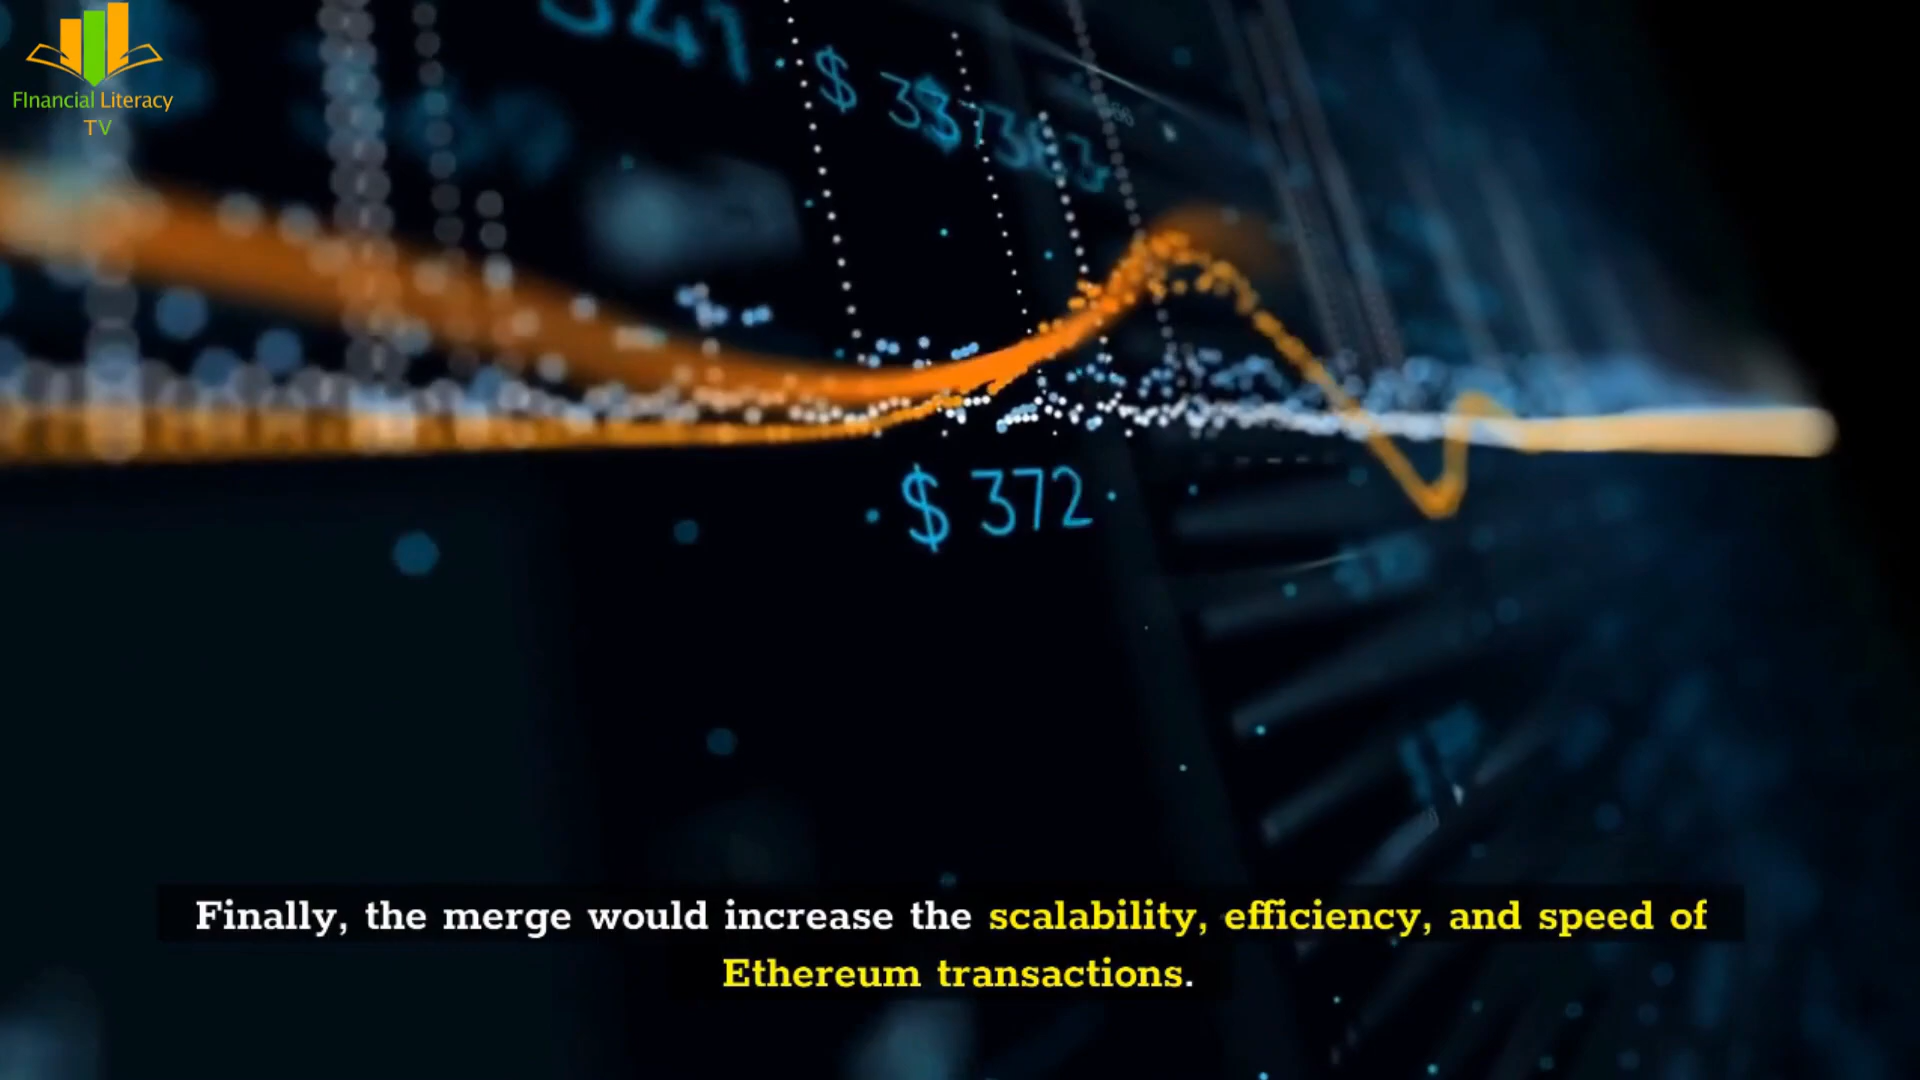 FInancial Literacy
TV
$ 372
Finally, the merge would increase the scalability, efficiency, and speed of
Ethereum transactions.